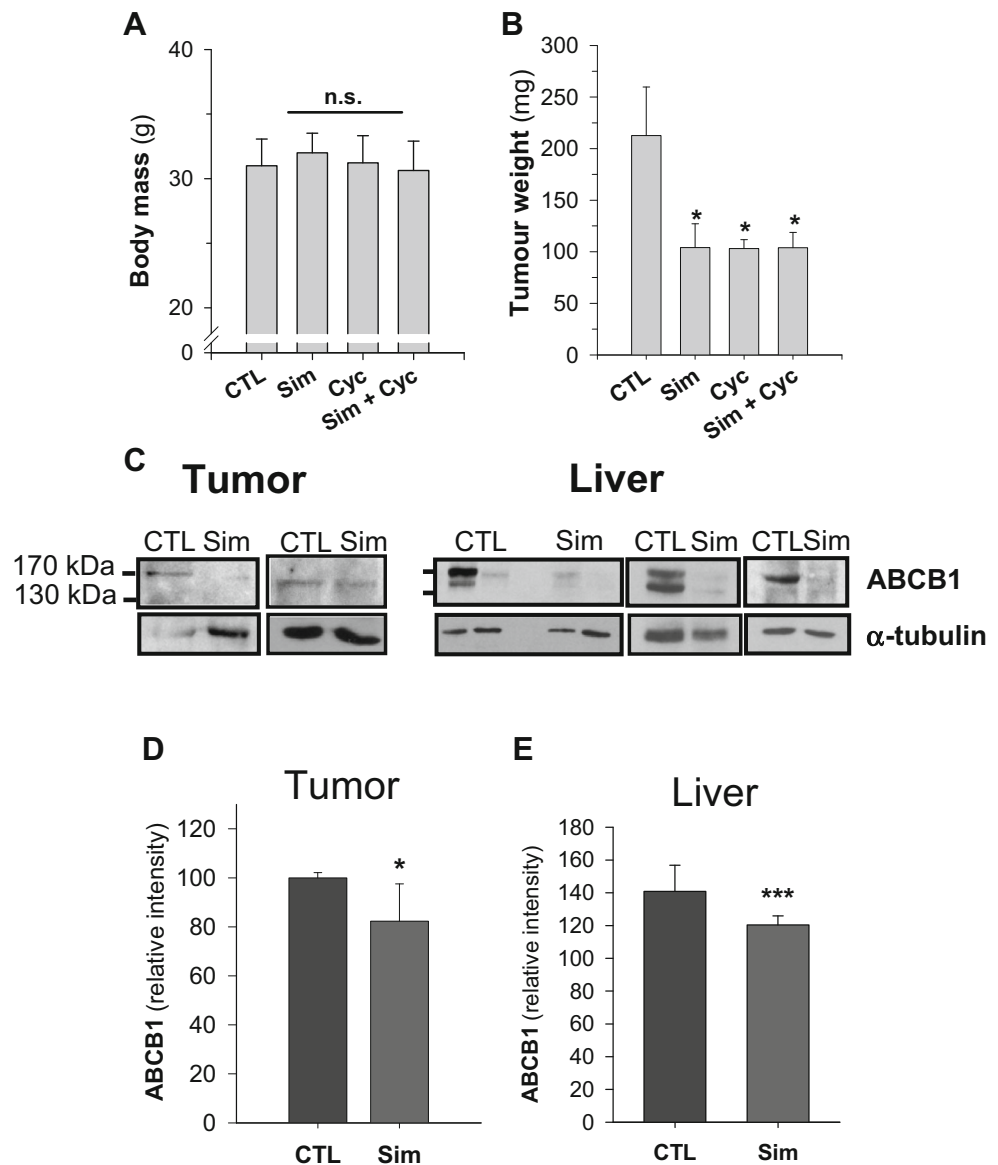 A
40
30
20
0
Body mass (g)
n.s.
CTL
Sim
Cyc
Sim + Cyc
B
300
250
200
150
100
50
0
Tumour weight (mg)
*
*
*
CTL
Sim
Cyc
Sim + Cyc
C
Tumor
Liver
CTL Sim
CTL Sim
CTL Sim
CTL Sim
CTL Sim
170 kDa
130 kDa
ABCB1
α-tubulin
D
Tumor
120
100
80
60
40
20
0
ABCB1 (relative intensity)
*
CTL
Sim
E
Liver
180
160
140
120
100
80
60
40
20
0
ABCB1 (relative intensity)
***
CTL
Sim